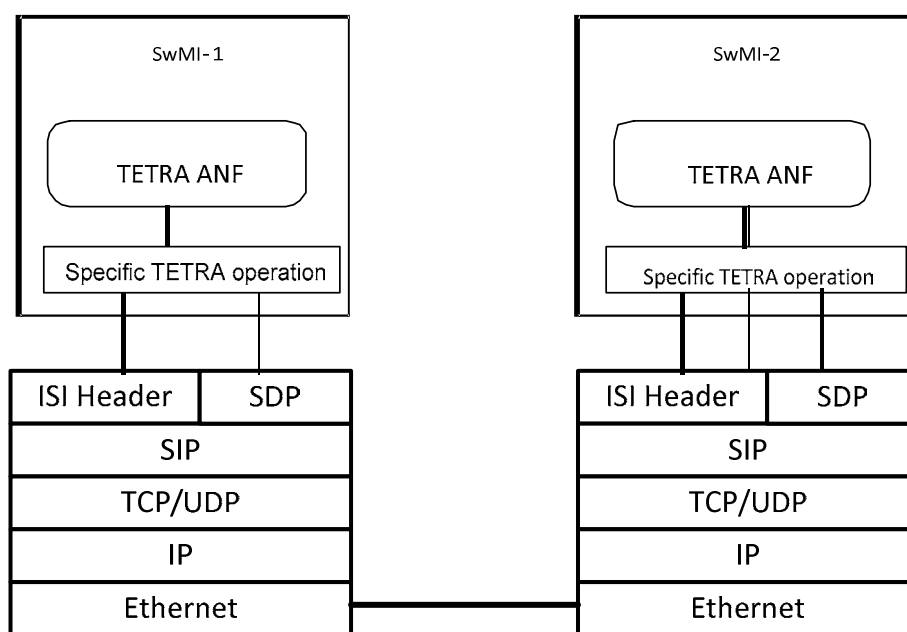 SwMI-1
TETRA ANF
Specific TETRA operation
ISI Header
SDP
SIP
TCP/UDP
IP
Ethernet
SwMI-2
TETRA ANF
Specific TETRA operation
ISI Header
SDP
SIP
TCP/UDP
IP
Ethernet